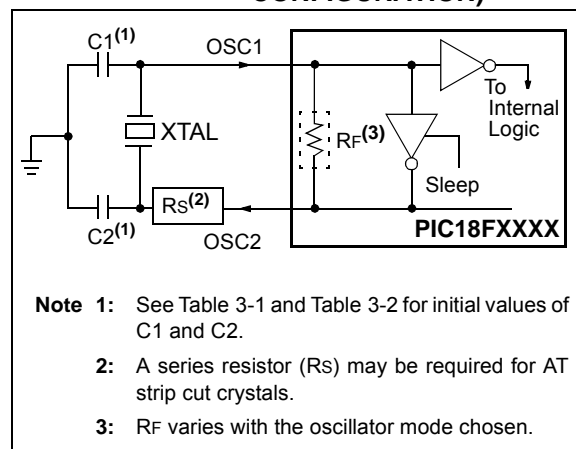 C1(1)
OSC1
To
Internal
Logic
XTAL
RF(3)
Sleep
RS(2)
C2(1)
OSC2
PIC18FXXXX
Note 1: See Table 3-1 and Table 3-2 for initial values of
C1 and C2.
2: A series resistor (RS) may be required for AT
strip cut crystals.
3: RF varies with the oscillator mode chosen.